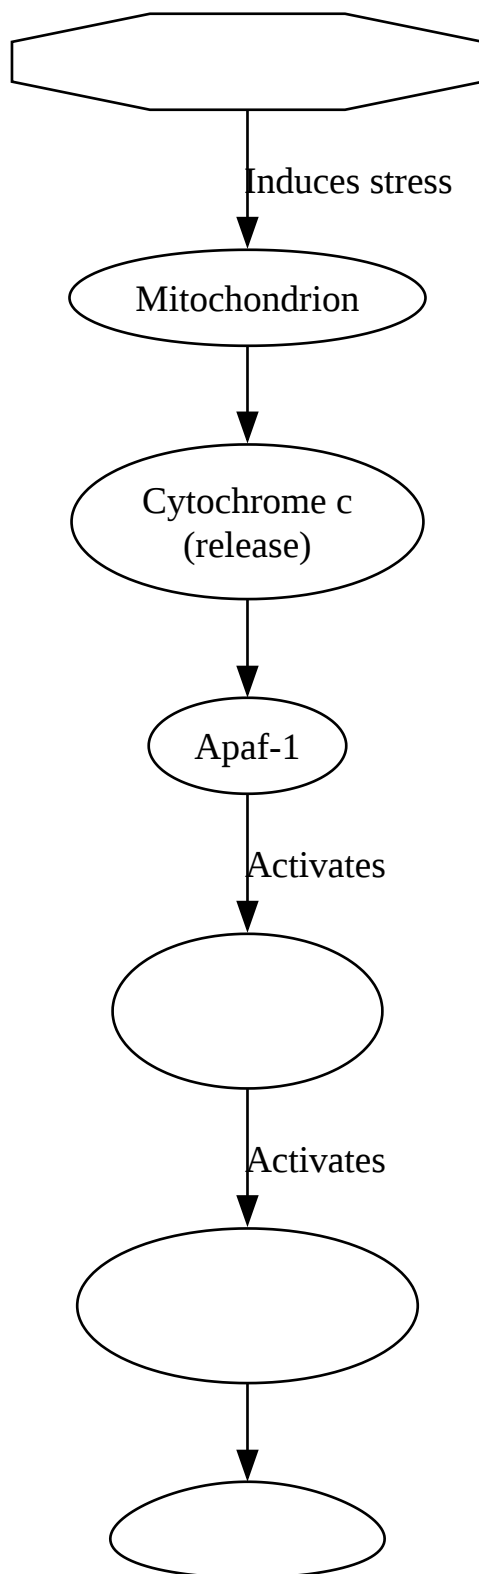 Induces stress
Mitochondrion
Cytochrome c
(release)
Apaf-1
Activates
Activates